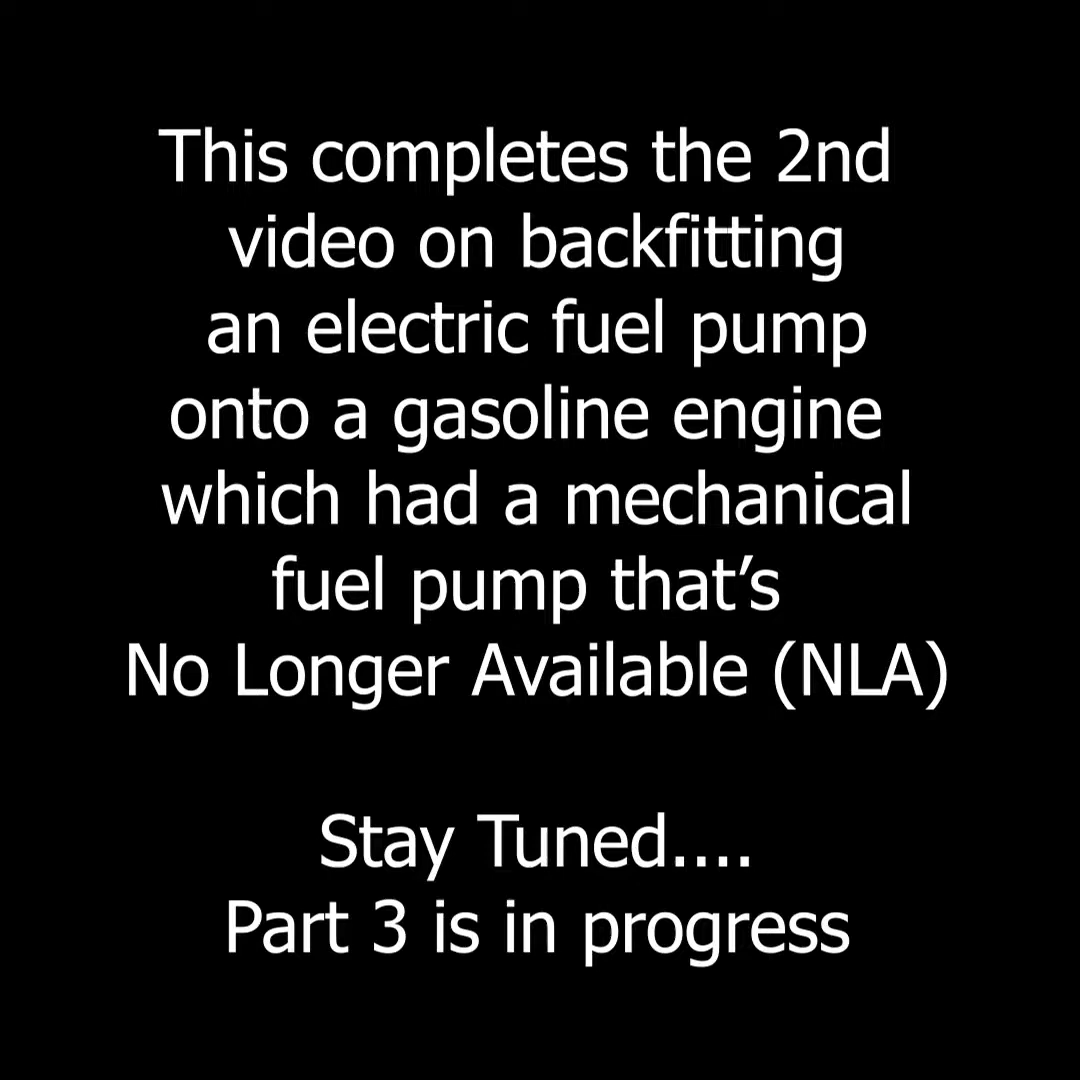 This completes the 2nd
video on backfitting
an electric fuel pump
onto a gasoline engine
which had a mechanical
fuel pump that’s
No Longer Available (NLA)
Stay Tuned....
Part 3 is in progress